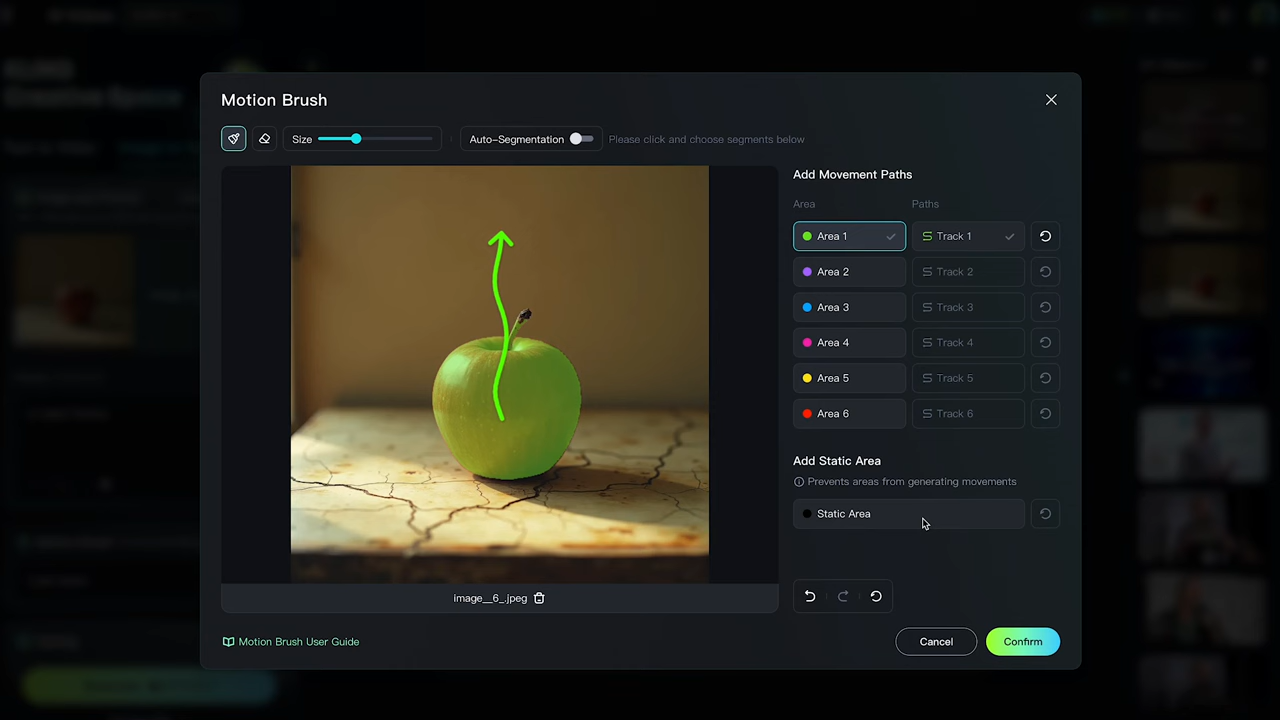 Motion Brush
Size
Auto-Segmentation
Please click and choose segments below
Add Movement Paths
Area
Paths
Area 1
Track 1
Area 2
Track 2
Area 3
Track 3
Area 4
Track 4
Area 5
Track 5
Area 6
Track 6
Add Static Area
Prevents areas from generating movements
Static Area
image__6_.jpeg
Motion Brush User Guide
Cancel
Confirm